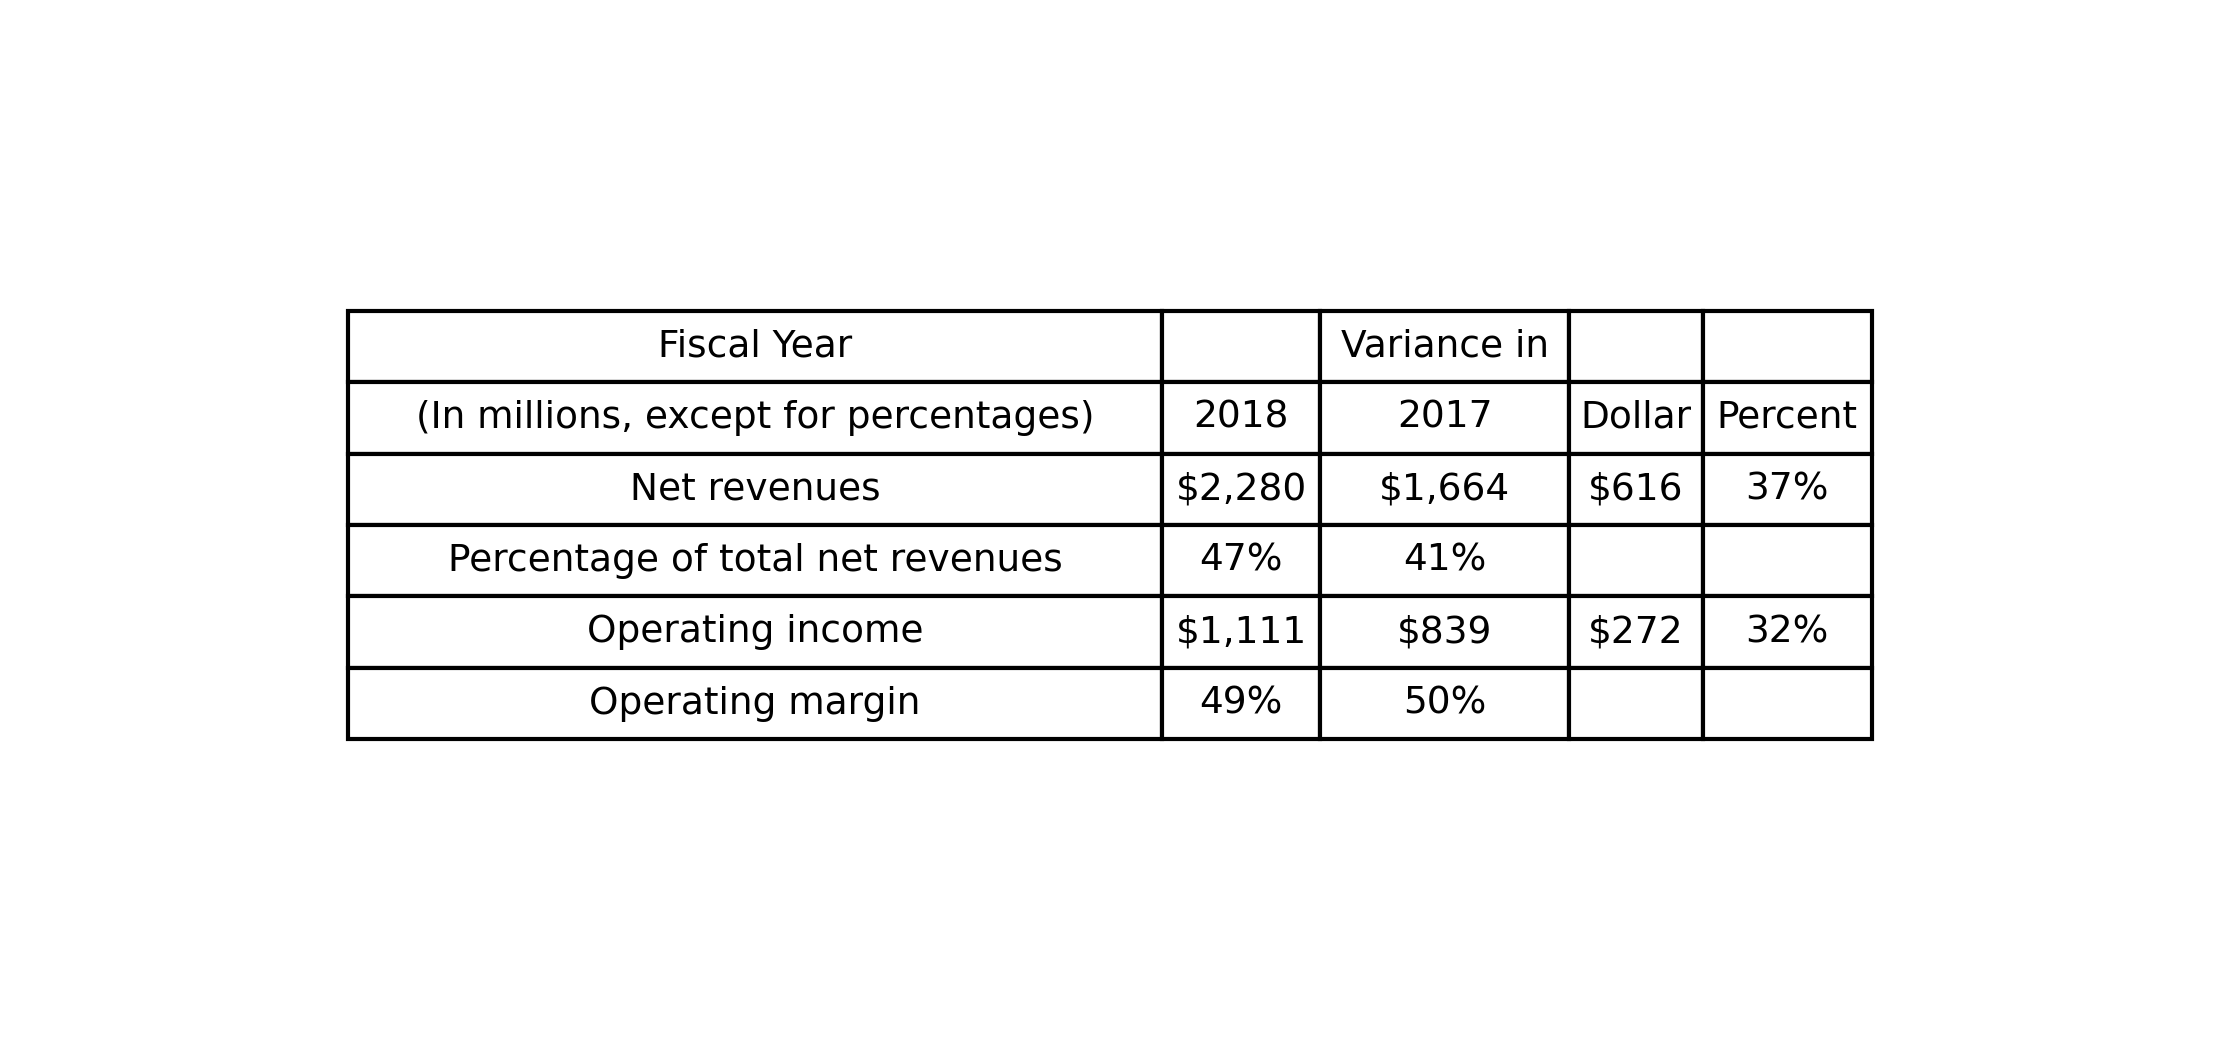 Fiscal Year Variance in
(In millions, except for percentages) 2018 2017 Dollar Percent
Net revenues $2,280 $1,664 $616 37%
Percentage of total net revenues 47% 41%
Operating income $1,111 $839 $272 32%
Operating margin 49% 50%